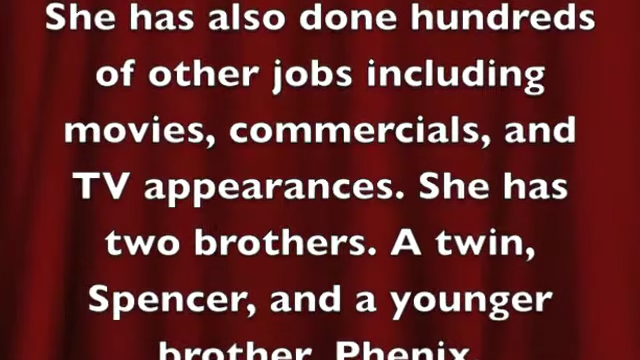 She has also done hundreds
of other jobs including
movies, commercials, and
TV appearances. She has
two brothers. A twin,
Spencer, and a younger
brother, Phenix